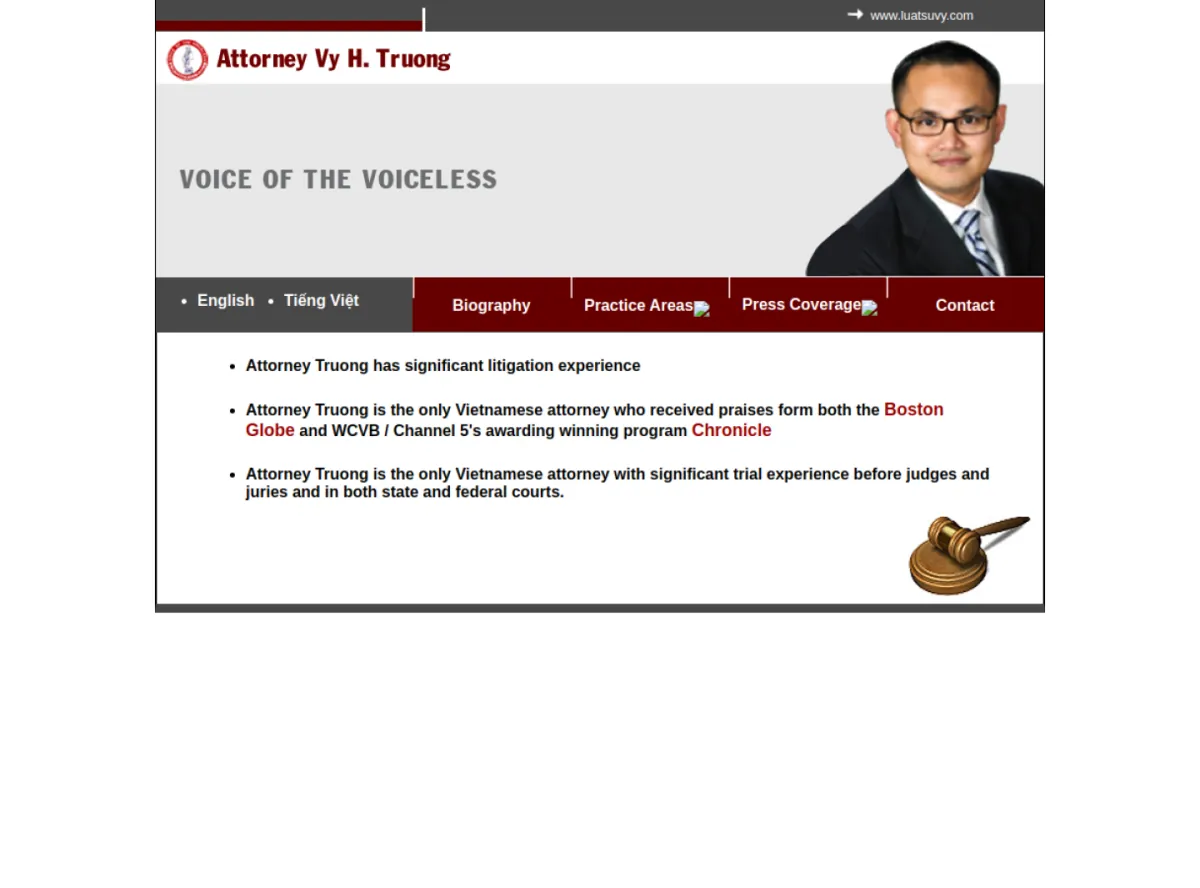 www.luatsuvy.com
Attorney Vy H. Truong
VOICE OF THE VOICELESS
English
Tiếng Việt
Biography
Practice Areas
Press Coverage
Contact
Attorney Truong has significant litigation experience
Attorney Truong is the only Vietnamese attorney who received praises form both the Boston
Globe and WCVB / Channel 5's awarding winning program Chronicle
Attorney Truong is the only Vietnamese attorney with significant trial experience before judges and
juries and in both state and federal courts.